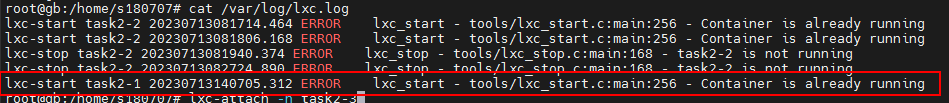 root@gb:/home/s180707# cat /var/log/lxc.log
lxc-start task2-2 20230713081714.464 ERROR    lxc_start - tools/lxc_start.c:main:256 - Container is already running
lxc-start task2-2 20230713081806.168 ERROR    lxc_start - tools/lxc_start.c:main:256 - Container is already running
lxc-stop task2-2 20230713081940.374 ERROR    lxc_stop - tools/lxc_stop.c:main:168 - task2-2 is not running
lxc-stop task2-2 20230713082724.890 ERROR    lxc_stop - tools/lxc_stop.c:main:168 - task2-2 is not running
lxc-start task2-1 20230713140705.312 ERROR    lxc_start - tools/lxc_start.c:main:256 - Container is already running
root@gb:/home/s180707# lxc-attach -n task2-3